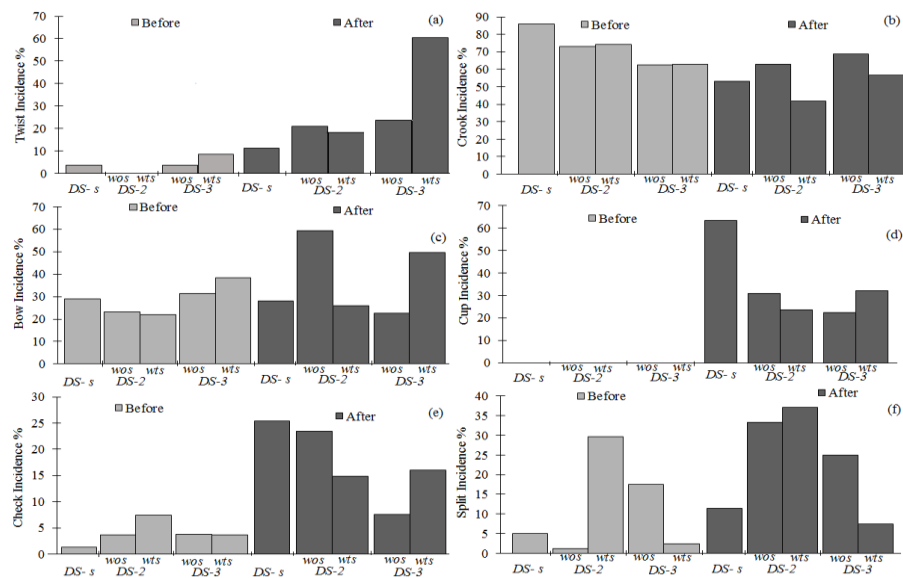 Before
After
(a)
Twist Incidence %
70
60
50
40
30
20
10
0
DS- s
wos wts
DS-2
wos wts
DS-3
DS- s
wos wts
DS-2
wos wts
DS-3
Before
After
(b)
Crook Incidence %
90
80
70
60
50
40
30
20
10
0
DS- s
wos wts
DS-2
wos wts
DS-3
DS- s
wos wts
DS-2
wos wts
DS-3
Before
After
(c)
Bow Incidence %
70
60
50
40
30
20
10
0
DS- s
wos wts
DS-2
wos wts
DS-3
DS- s
wos wts
DS-2
wos wts
DS-3
Before
After
(d)
Cup Incidence %
70
60
50
40
30
20
10
0
DS- s
wos wts
DS-2
wos wts
DS-3
DS- s
wos wts
DS-2
wos wts
DS-3
Before
After
(e)
Check Incidence %
30
25
20
15
10
5
0
DS- s
wos wts
DS-2
wos wts
DS-3
DS- s
wos wts
DS-2
wos wts
DS-3
Before
After
(f)
Split Incidence %
40
35
30
25
20
15
10
5
0
DS- s
wos wts
DS-2
wos wts
DS-3
DS- s
wos wts
DS-2
wos wts
DS-3